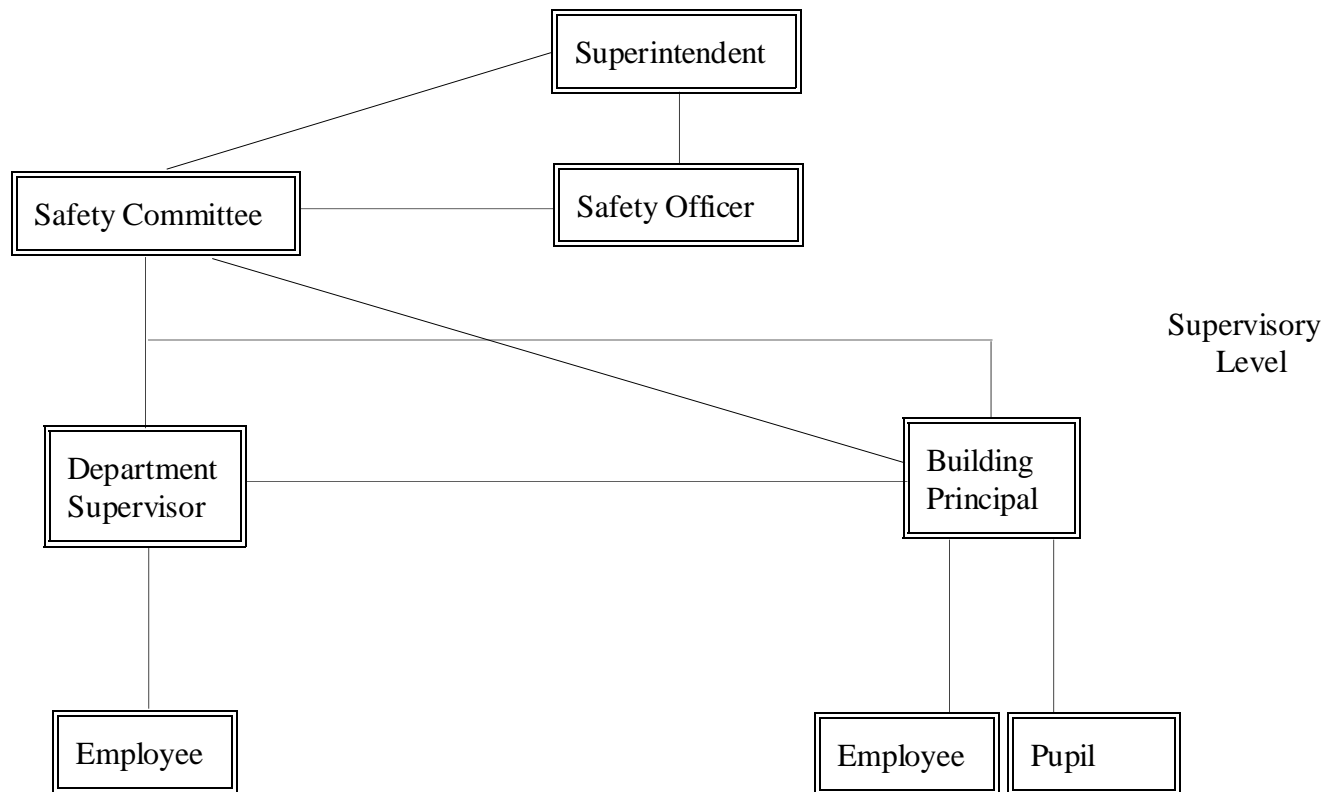 Superintendent
Safety Committee
Safety Officer
Supervisory
Level
Department
Supervisor
Building
Principal
Employee
Employee
Pupil